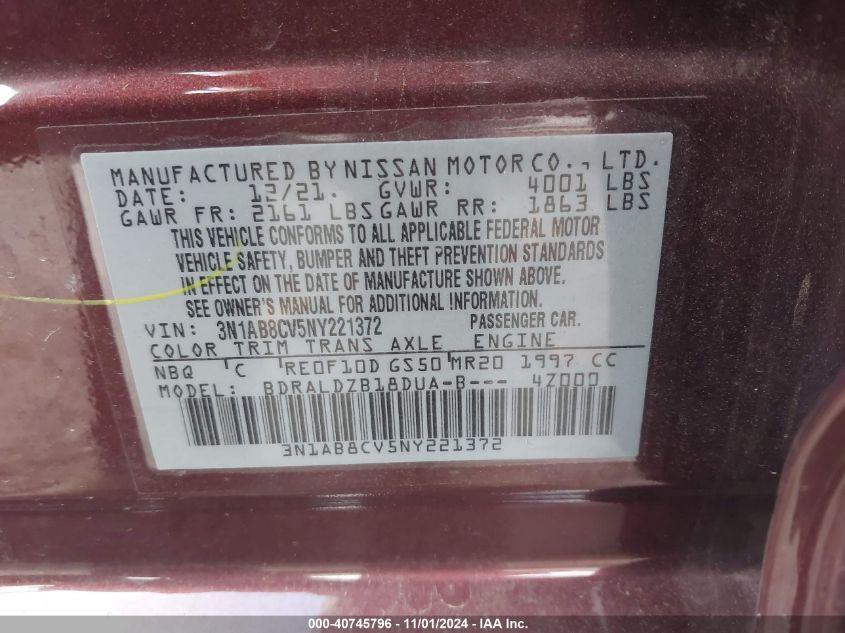 MANUFACTURED BY NISSAN MOTOR CO., LTD.
DATE: 12/21. GVWR: 4001 LBS
GAWR FR: 2161 LBS GAWR RR: 1863 LBS
THIS VEHICLE CONFORMS TO ALL APPLICABLE FEDERAL MOTOR
VEHICLE SAFETY, BUMPER AND THEFT PREVENTION STANDARDS
IN EFFECT ON THE DATE OF MANUFACTURE SHOWN ABOVE.
SEE OWNER'S MANUAL FOR ADDITIONAL INFORMATION.
VIN: 3N1AB8CV5NY221372 PASSENGER CAR.
COLOR TRIM TRANS AXLE ENGINE
NBQ C RE0F10D GS50 MR20 1997 CC
MODEL: BDRALDZB18DUA-B--- 4Z000
3N1AB8CV5NY221372
000-40745796 - 11/01/2024 - IAA Inc.